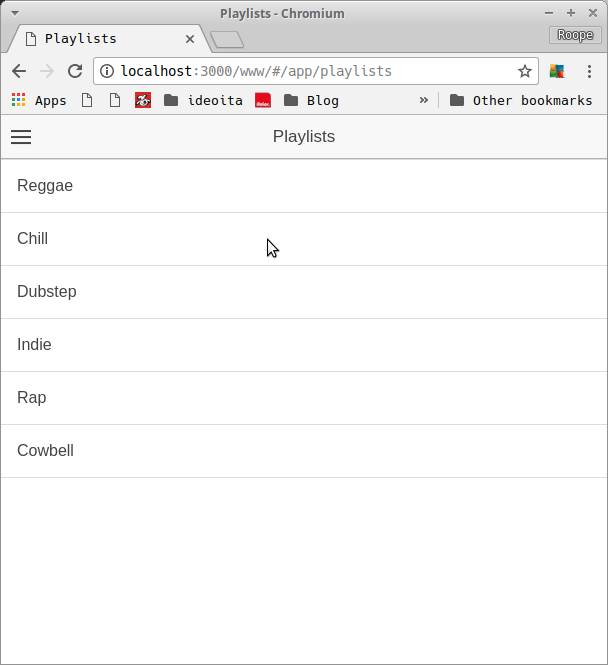 Playlists - Chromium
Playlists
Roope
localhost:3000/www/#/app/playlists
Apps ideoita Blog » Other bookmarks
Playlists
Reggae
Chill
Dubstep
Indie
Rap
Cowbell